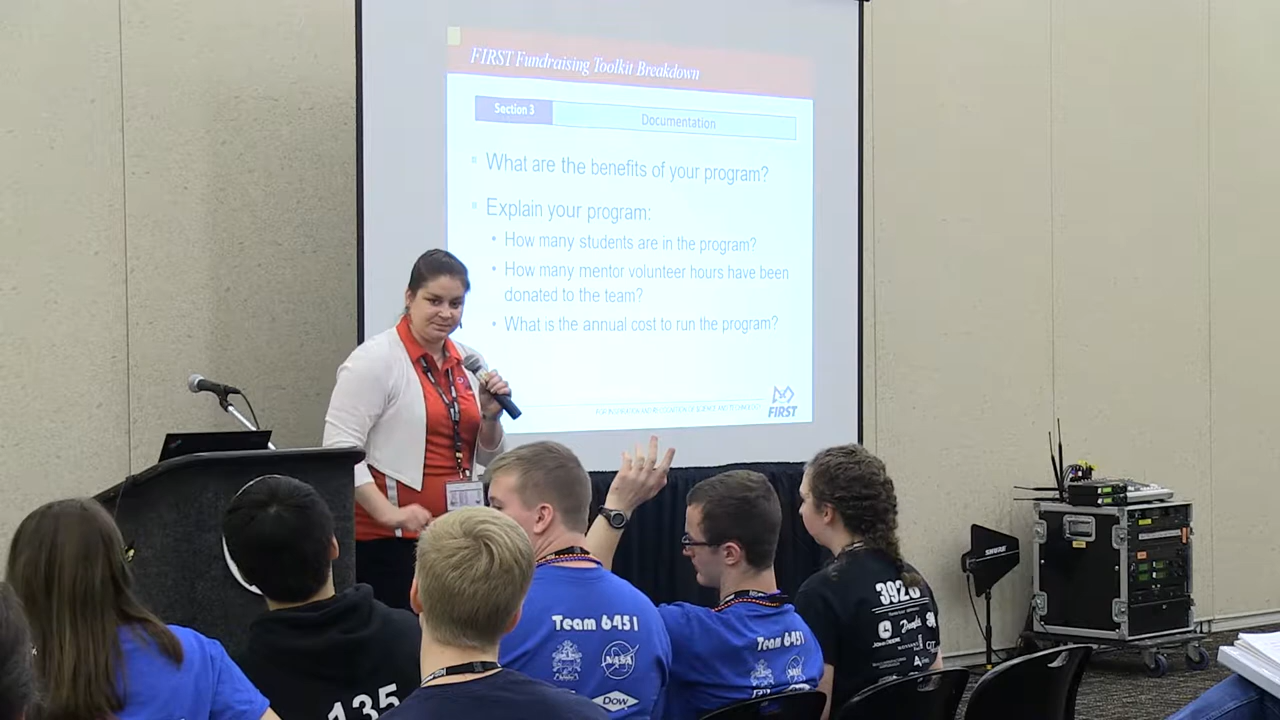 FIRST Fundraising Toolkit Breakdown
Section 3
Documentation
What are the benefits of your program?
Explain your program:
How many students are in the program?
How many mentor volunteer hours have been
donated to the team?
What is the annual cost to run the program?
FIRST
SHURE
Team 6451
NASA
Dow
Team 6451
3928
JOHN DEERE
135